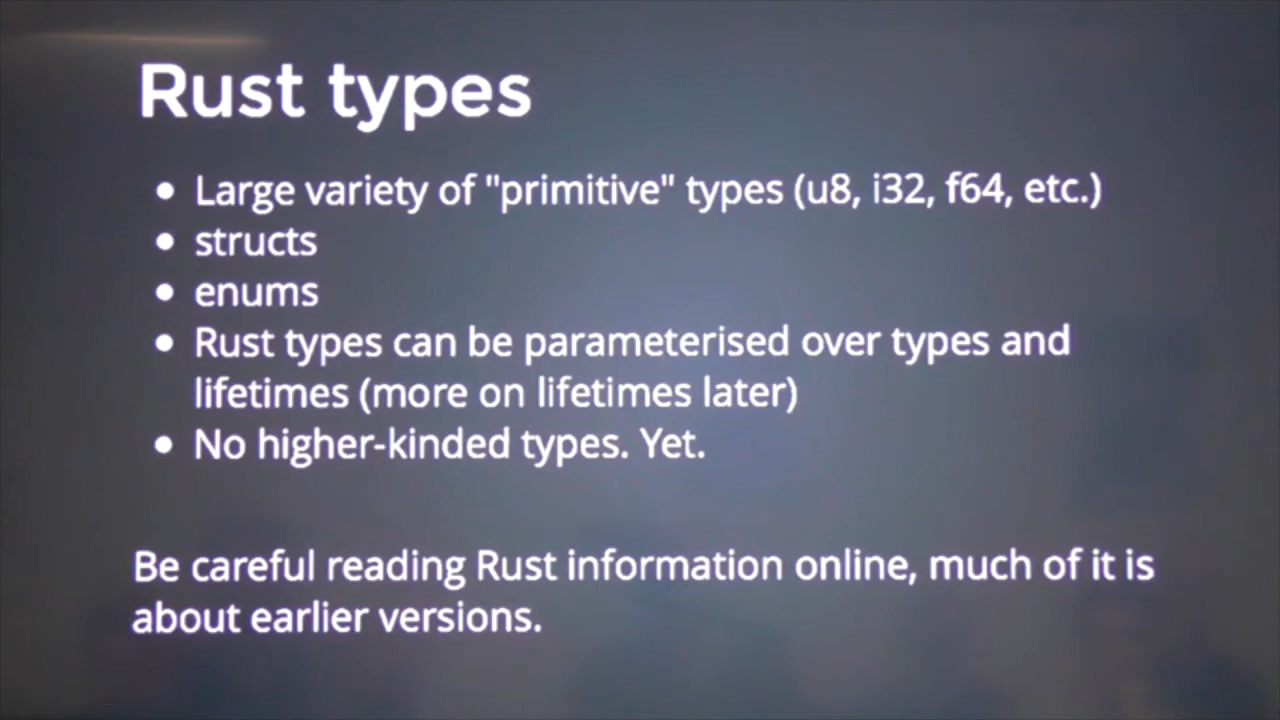 Rust types
• Large variety of "primitive" types (u8, i32, f64, etc.)
• structs
• enums
• Rust types can be parameterised over types and
lifetimes (more on lifetimes later)
• No higher-kinded types. Yet.
Be careful reading Rust information online, much of it is
about earlier versions.